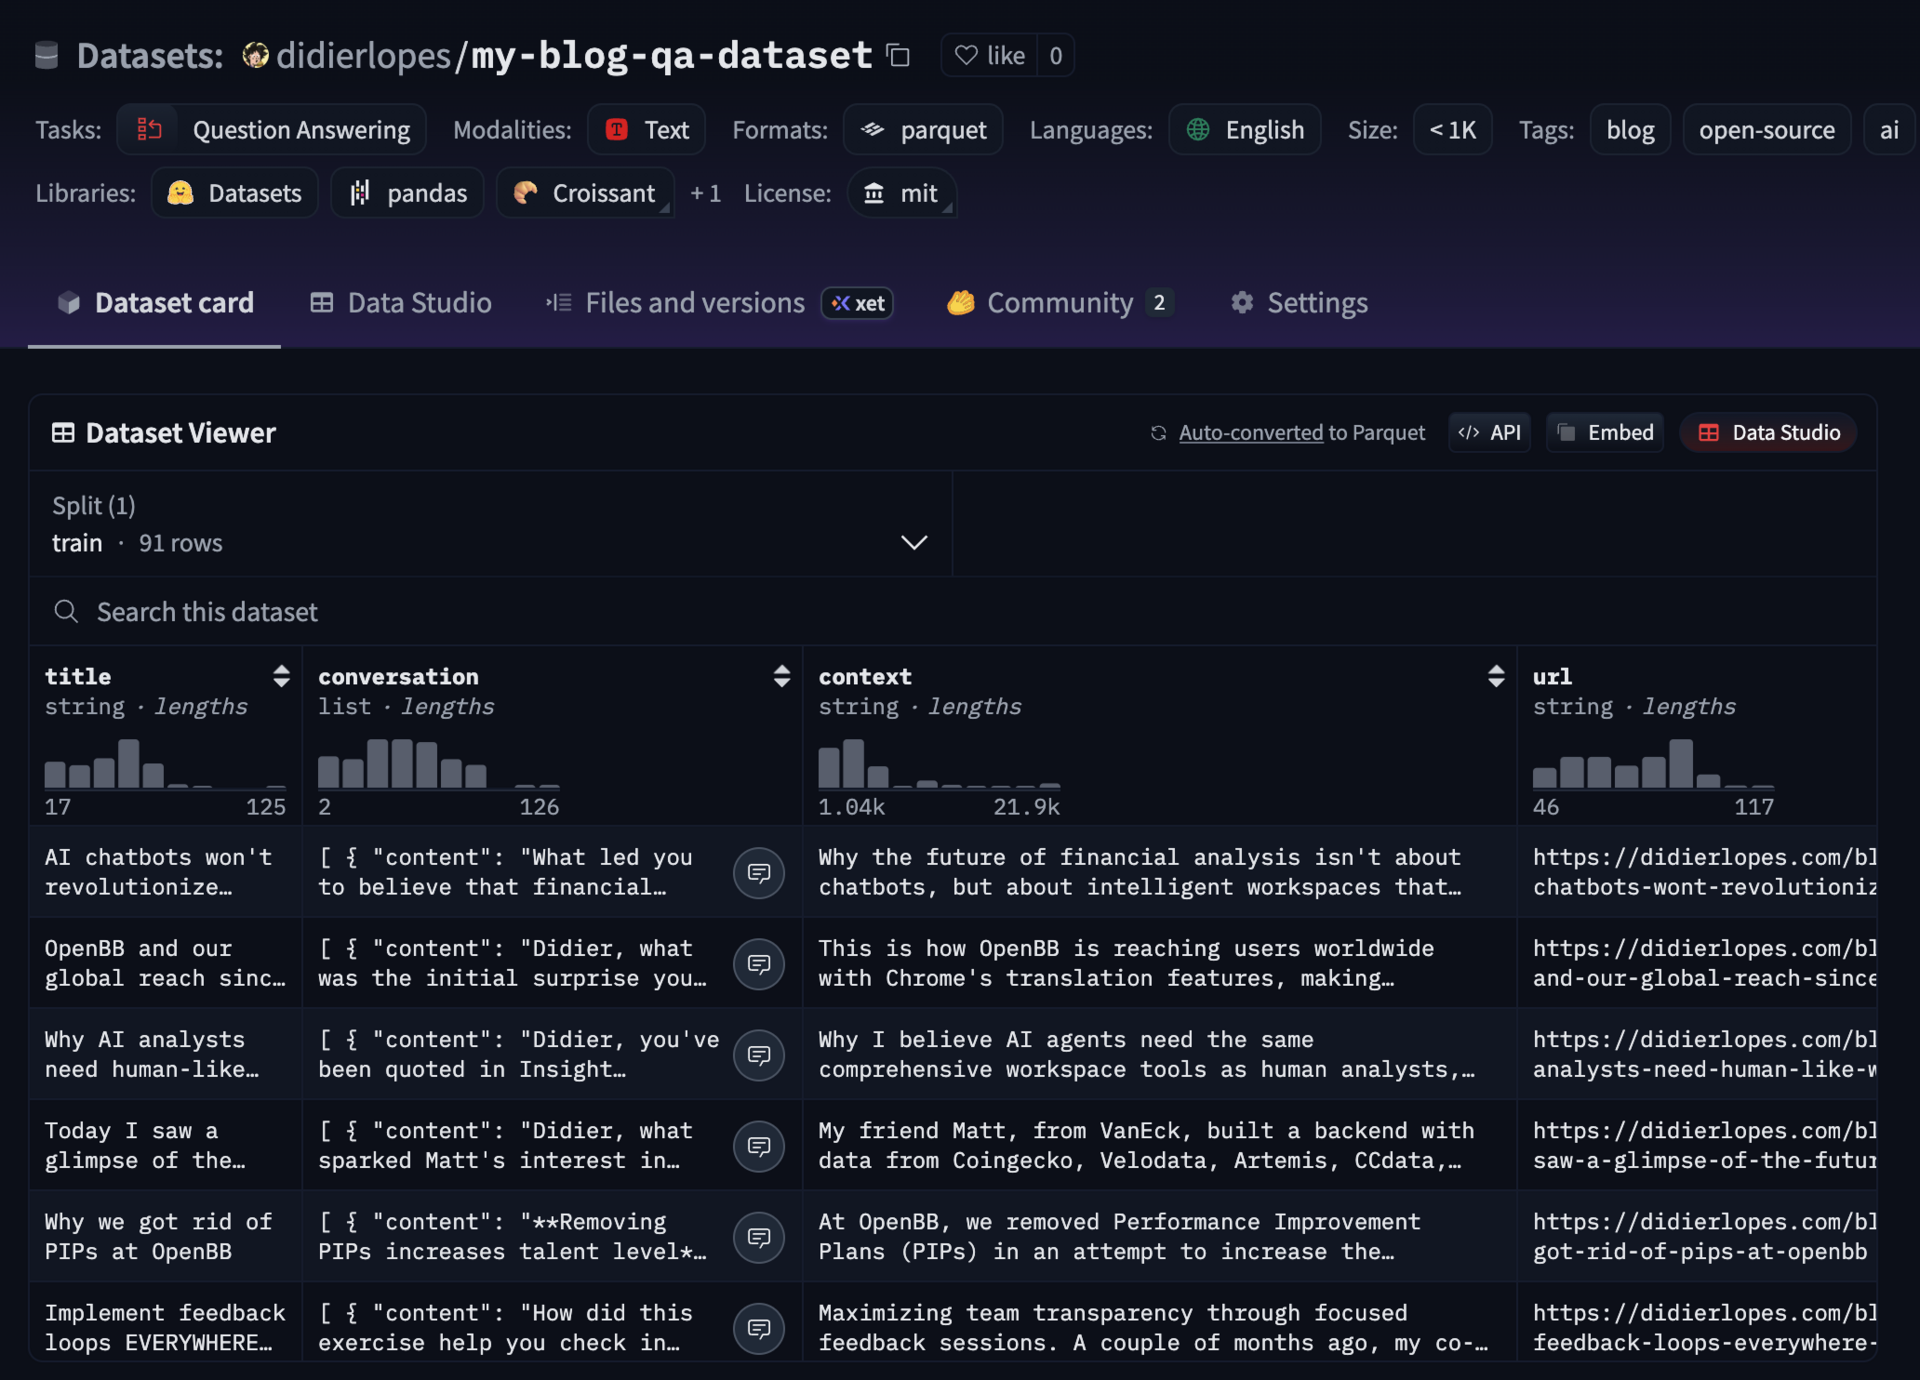 Datasets: didierlopes/my-blog-qa-dataset like 0
Tasks: Question Answering Modalities: Text Formats: parquet Languages: English Size: < 1K Tags: blog open-source ai
Libraries: Datasets pandas Croissant + 1 License: mit
Dataset card Data Studio Files and versions xet Community 2 Settings
Dataset Viewer Auto-converted to Parquet </> API Embed Data Studio
Split (1)
train · 91 rows
Search this dataset
title conversation context url
string · lengths list · lengths string · lengths string · lengths
17 125 2 126 1.04k 21.9k 46 117
AI chatbots won't [ { "content": "What led you Why the future of financial analysis isn't about https://didierlopes.com/bl
revolutionize… to believe that financial… chatbots, but about intelligent workspaces that… chatbots-wont-revolutioniz
OpenBB and our [ { "content": "Didier, what This is how OpenBB is reaching users worldwide https://didierlopes.com/bl
global reach sinc… was the initial surprise you… with Chrome's translation features, making… and-our-global-reach-since
Why AI analysts [ { "content": "Didier, you've Why I believe AI agents need the same https://didierlopes.com/bl
need human-like… been quoted in Insight… comprehensive workspace tools as human analysts,… analysts-need-human-like-w
Today I saw a [ { "content": "Didier, what My friend Matt, from VanEck, built a backend with https://didierlopes.com/bl
glimpse of the… sparked Matt's interest in… data from Coingecko, Velodata, Artemis, CCdata,… saw-a-glimpse-of-the-futur
Why we got rid of [ { "content": "**Removing At OpenBB, we removed Performance Improvement https://didierlopes.com/bl
PIPs at OpenBB PIPs increases talent level*… Plans (PIPs) in an attempt to increase the… got-rid-of-pips-at-openbb
Implement feedback [ { "content": "How did this Maximizing team transparency through focused https://didierlopes.com/bl
loops EVERYWHERE… exercise help you check in… feedback sessions. A couple of months ago, my co-… feedback-loops-everywhere-